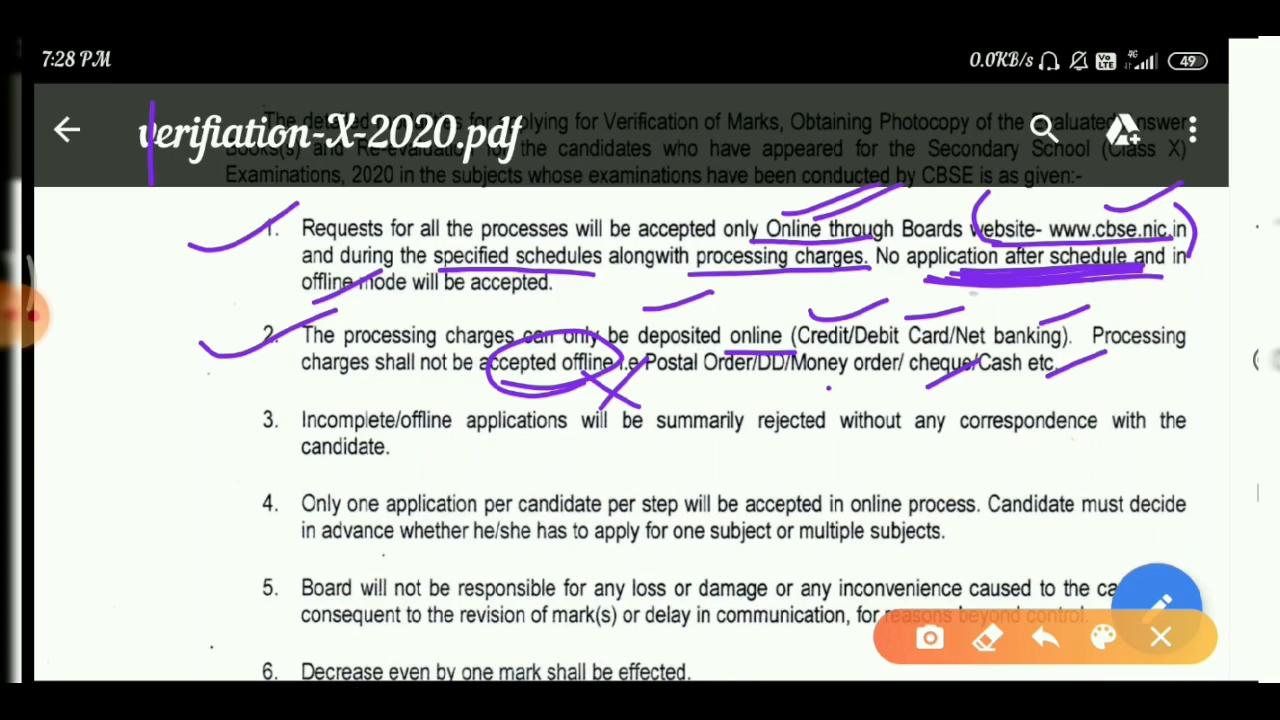 7:28 PM
0.0KB/s Vo LTE 4G 49
verifiation-X-2020.pdf
The detailed for applying for Verification of Marks, Obtaining Photocopy of the Evaluated Answer
Books(s) and Re-evaluation for the candidates who have appeared for the Secondary School (Class X)
Examinations, 2020 in the subjects whose examinations have been conducted by CBSE is as given:-
1. Requests for all the processes will be accepted only Online through Boards website- www.cbse.nic.in
and during the specified schedules alongwith processing charges. No application after schedule and in
offline mode will be accepted.
2. The processing charges can only be deposited online (Credit/Debit Card/Net banking). Processing
charges shall not be accepted offline i.e Postal Order/DD/Money order/ cheque/Cash etc.
3. Incomplete/offline applications will be summarily rejected without any correspondence with the
candidate.
4. Only one application per candidate per step will be accepted in online process. Candidate must decide
in advance whether he/she has to apply for one subject or multiple subjects.
5. Board will not be responsible for any loss or damage or any inconvenience caused to the
consequent to the revision of mark(s) or delay in communication, for reasons beyond control.
6. Decrease even by one mark shall be effected.